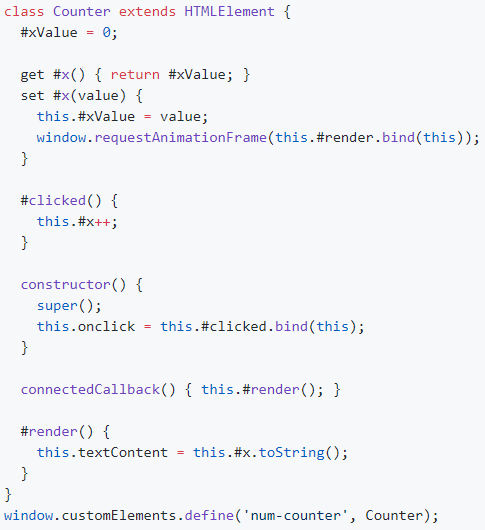 class Counter extends HTMLElement {
  #xValue = 0;

  get #x() { return #xValue; }
  set #x(value) {
    this.#xValue = value;
    window.requestAnimationFrame(this.#render.bind(this));
  }

  #clicked() {
    this.#x++;
  }

  constructor() {
    super();
    this.onclick = this.#clicked.bind(this);
  }

  connectedCallback() { this.#render(); }

  #render() {
    this.textContent = this.#x.toString();
  }
}
window.customElements.define('num-counter', Counter);